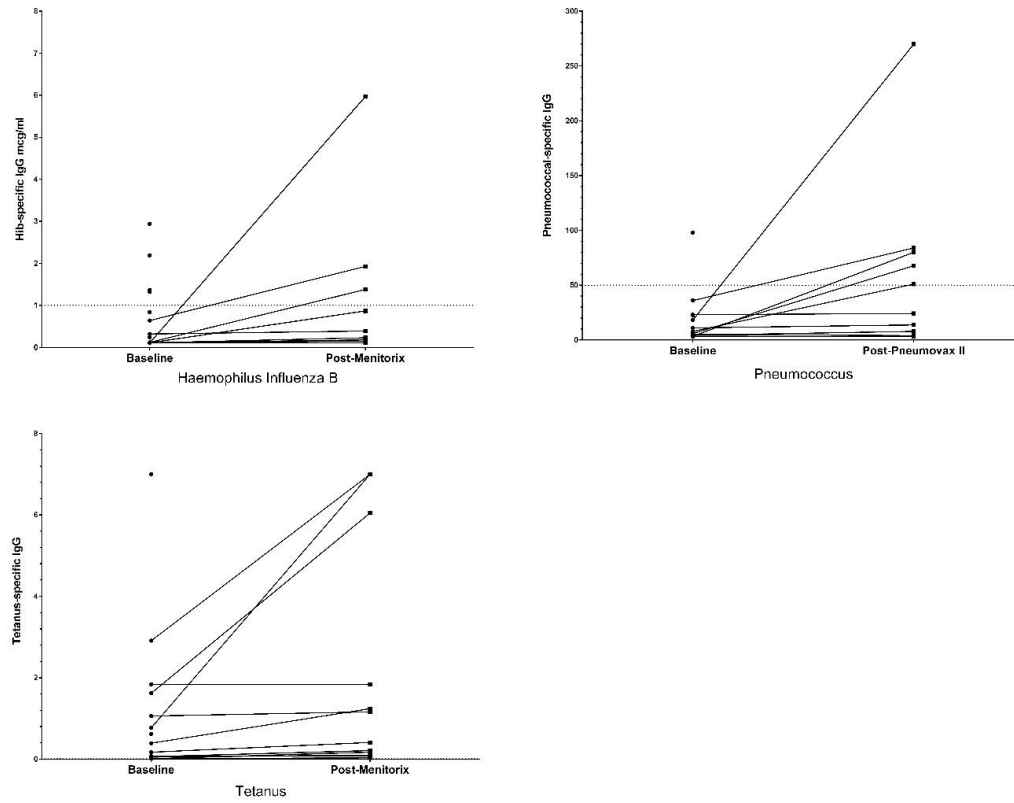 Hib-specific IgG mcg/ml
8
7
6
5
4
3
2
1
0
Baseline Post-Menitorix
Haemophilus Influenza B
Pneumococcal-specific IgG
300
250
200
150
100
50
0
Baseline Post-Pneumovax II
Pneumococcus
Tetanus-specific IgG
8
6
4
2
0
Baseline Post-Menitorix
Tetanus